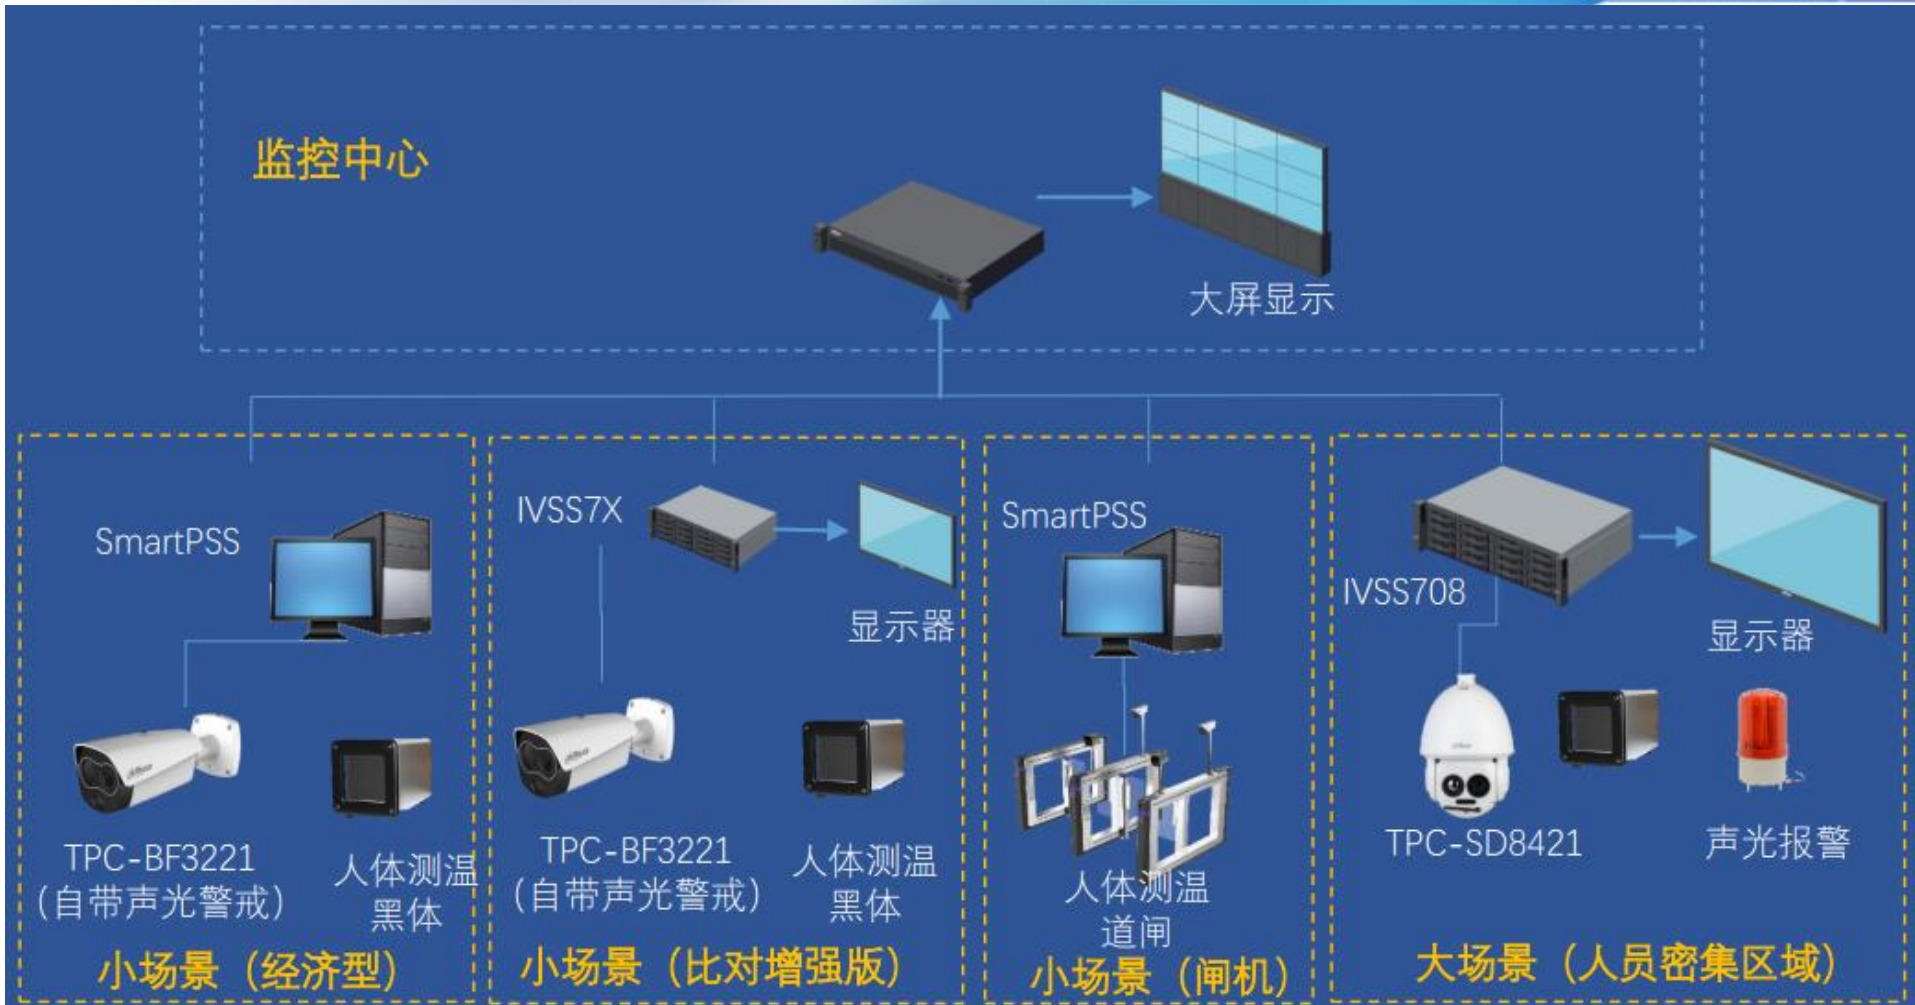 监控中心
大屏显示
SmartPSS
TPC-BF3221
(自带声光警戒)
人体测温
黑体
小场景（经济型）
IVSS7X
显示器
TPC-BF3221
(自带声光警戒)
人体测温
黑体
小场景（比对增强版）
SmartPSS
人体测温
道闸
小场景（闸机）
IVSS708
显示器
TPC-SD8421
声光报警
大场景（人员密集区域）